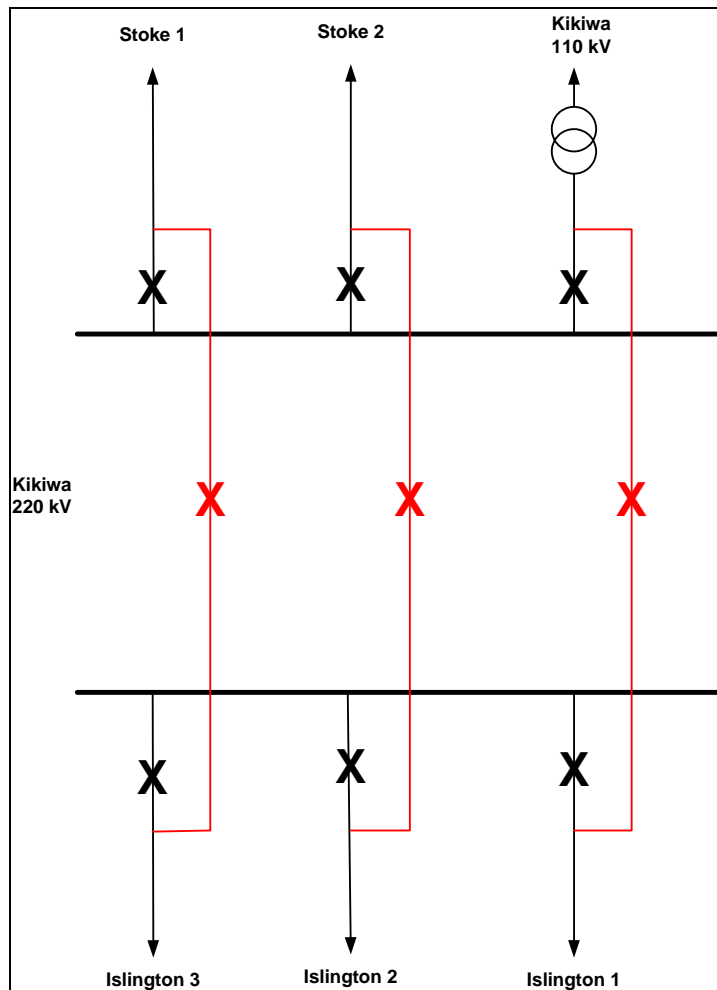 Stoke 1
Stoke 2
Kikiwa
110 kV
X
X
X
Kikiwa
220 kV
X
X
X
X
X
X
Islington 3
Islington 2
Islington 1